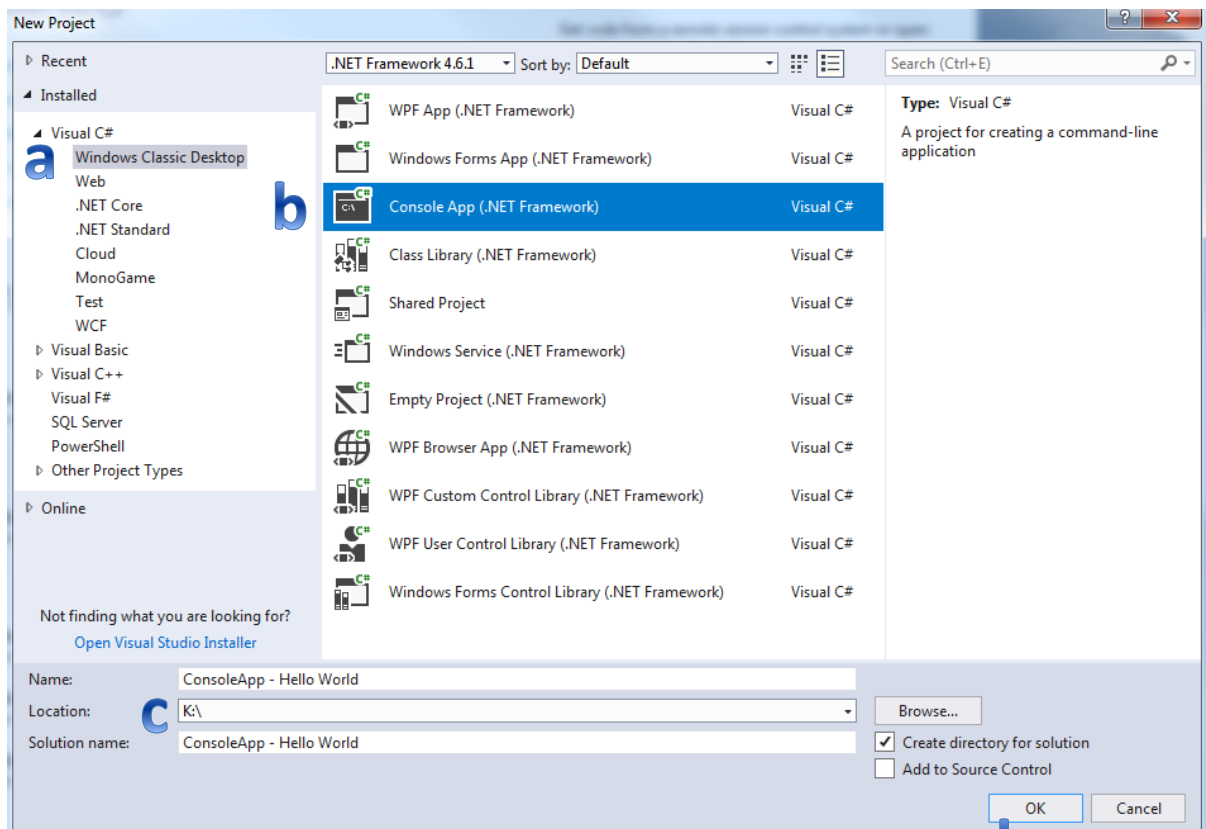 New Project
Recent
.NET Framework 4.6.1 Sort by: Default
Search (Ctrl+E)
Installed
Visual C#
a
Windows Classic Desktop
Web
.NET Core
.NET Standard
Cloud
MonoGame
Test
WCF
Visual Basic
Visual C++
Visual F#
SQL Server
PowerShell
Other Project Types
Online
Not finding what you are looking for?
Open Visual Studio Installer
WPF App (.NET Framework) Visual C#
Windows Forms App (.NET Framework) Visual C#
b
Console App (.NET Framework) Visual C#
Class Library (.NET Framework) Visual C#
Shared Project Visual C#
Windows Service (.NET Framework) Visual C#
Empty Project (.NET Framework) Visual C#
WPF Browser App (.NET Framework) Visual C#
WPF Custom Control Library (.NET Framework) Visual C#
WPF User Control Library (.NET Framework) Visual C#
Windows Forms Control Library (.NET Framework) Visual C#
Type: Visual C#
A project for creating a command-line
application
Name: ConsoleApp - Hello World
Location: c K:\ Browse...
Solution name: ConsoleApp - Hello World
Create directory for solution
Add to Source Control
OK Cancel